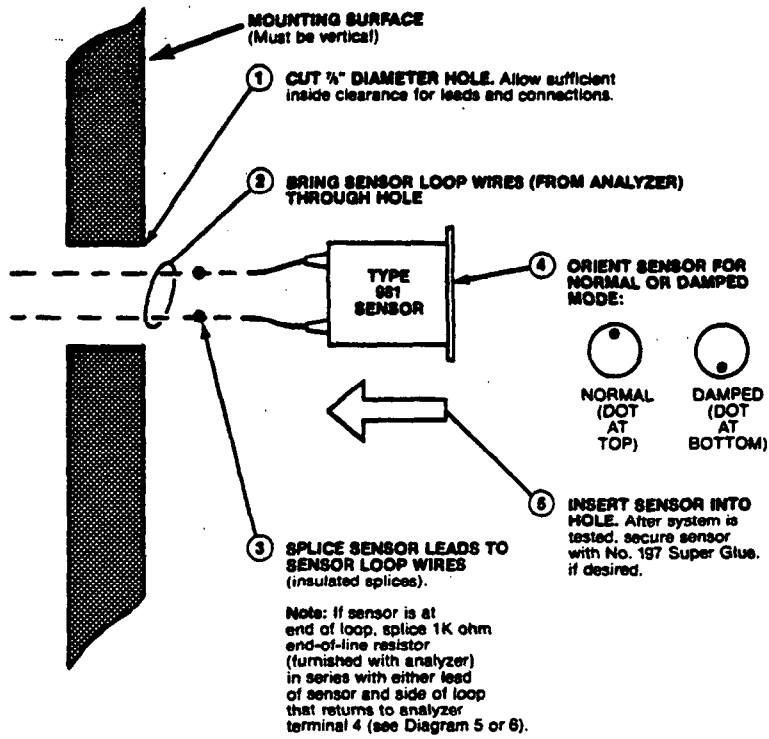 MOUNTING SURFACE
(Must be vertical)
1 CUT ⅞" DIAMETER HOLE. Allow sufficient
inside clearance for leads and connections.
2 BRING SENSOR LOOP WIRES (FROM ANALYZER)
THROUGH HOLE
TYPE
981
SENSOR
4 ORIENT SENSOR FOR
NORMAL OR DAMPED
MODE:
NORMAL
(DOT
AT
TOP)
DAMPED
(DOT
AT
BOTTOM)
5 INSERT SENSOR INTO
HOLE. After system is
tested, secure sensor
with No. 197 Super Glue,
if desired.
3 SPLICE SENSOR LEADS TO
SENSOR LOOP WIRES
(insulated splices).
Note: If sensor is at
end of loop, splice 1K ohm
end-of-line resistor
(furnished with analyzer)
in series with either lead
of sensor and side of loop
that returns to analyzer
terminal 4 (see Diagram 5 or 6).